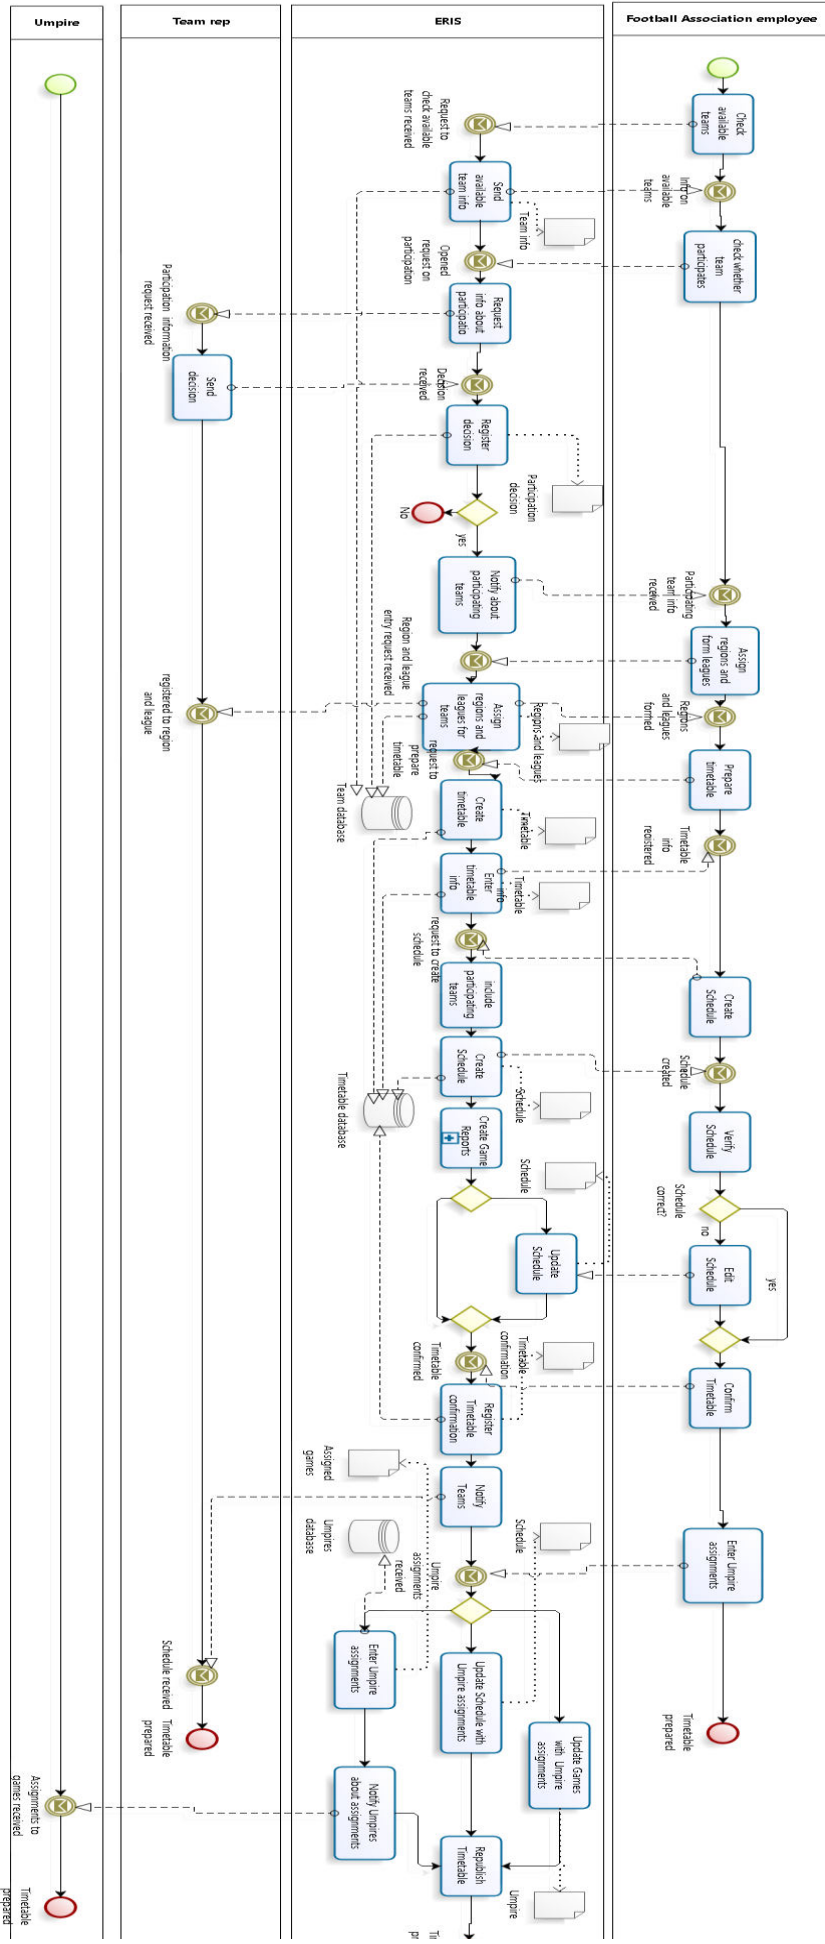 Umpire
Team rep
ERIS
Football Association employee
Check
available
teams
Request to
check available
teams received
Info on
available
teams
Send
available
team info
Team info
check whether
team
participates
Opened
request on
participation
Request
info about
participatio
Participation information
request received
Send
decision
Decision
received
Register
decision
Participation
decision
No
yes
Notify about
participating
teams
Participating
team info
received
Region and league
entry request received
Assign
regions and
form leagues
Assign
regions and
leagues for
teams
Regions and leagues
Regions
and leagues
formed
registered to region
and league
request to
prepare
timetable
Prepare
timetable
Team database
Create
timetable
Timetable
Timetable
info
registered
Enter
timetable
info
Timetable
info
request to create
schedule
include
participating
teams
Create
Schedule
Create
Schedule
Schedule
Schedule
created
Timetable database
Create Game
Reports
Verify
Schedule
Schedule
Schedule
correct?
no
yes
Update
Schedule
Edit
Schedule
Timetable
confirmed
Timetable
confirmation
Register
Timetable
confirmation
Confirm
Timetable
Assigned
games
Notify
Teams
Umpires
database
Schedule
Umpire
assignments
received
Enter Umpire
assignments
Enter Umpire
assignments
Update Schedule with
Umpire assignments
Update Games
with Umpire
assignments
Schedule received
Timetable
prepared
Timetable
prepared
Notify Umpires
about assignments
Assignments to
games received
Republish
Timetable
Umpire
Timetable
prepared